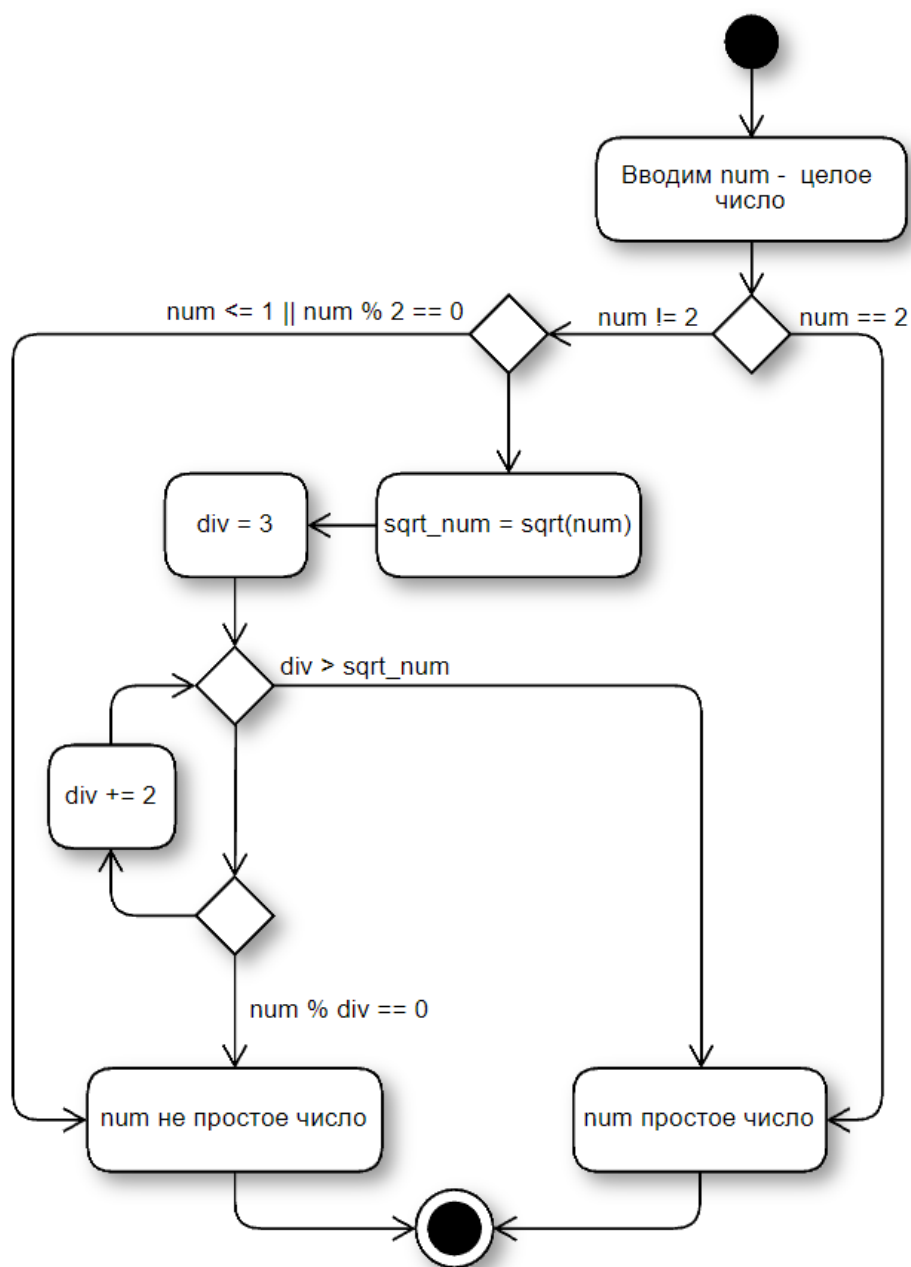 Вводим num - целое
число
num <= 1 || num % 2 == 0
num != 2
num == 2
div = 3
sqrt_num = sqrt(num)
div > sqrt_num
div += 2
num % div == 0
num не простое число
num простое число